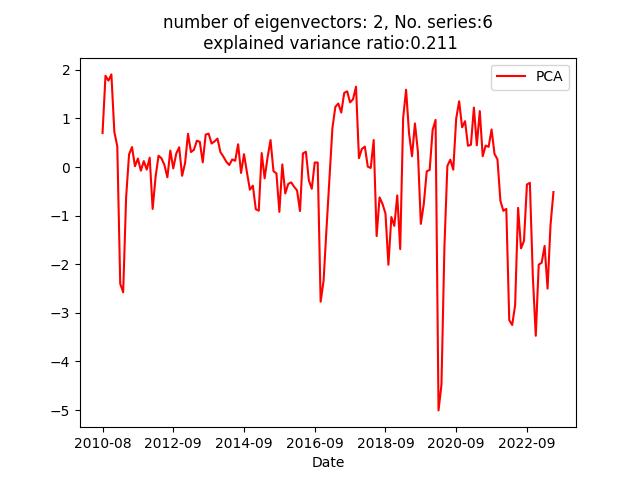 number of eigenvectors: 2, No. series:6
explained variance ratio:0.211
PCA
2
1
0
−1
−2
−3
−4
−5
2010-08 2012-09 2014-09 2016-09 2018-09 2020-09 2022-09
Date